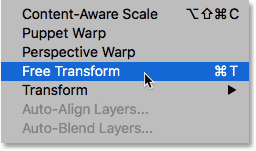 Content-Aware Scale ⌥⇧⌘C
Puppet Warp
Perspective Warp
Free Transform ⌘T
Transform ▶
Auto-Align Layers...
Auto-Blend Layers...